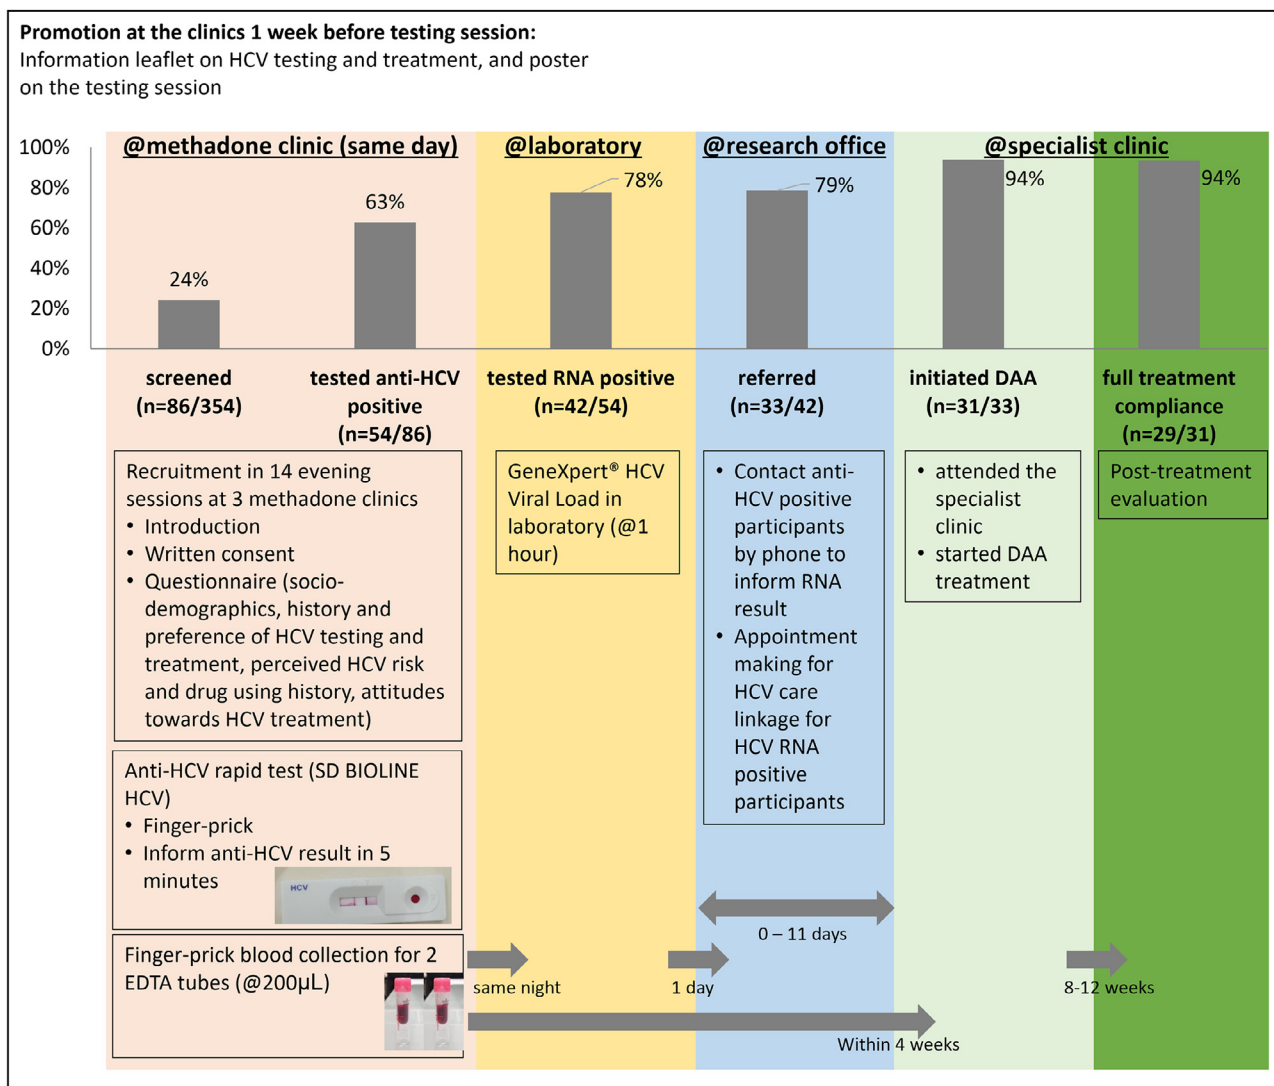 Promotion at the clinics 1 week before testing session:
Information leaflet on HCV testing and treatment, and poster
on the testing session
@methadone clinic (same day)
@laboratory
@research office
@specialist clinic
100%
80%
60%
40%
20%
0%
24%
63%
78%
79%
94%
94%
screened
(n=86/354)
tested anti-HCV
positive
(n=54/86)
tested RNA positive
(n=42/54)
referred
(n=33/42)
initiated DAA
(n=31/33)
full treatment
compliance
(n=29/31)
Recruitment in 14 evening
sessions at 3 methadone clinics
• Introduction
• Written consent
• Questionnaire (socio-
demographics, history and
preference of HCV testing and
treatment, perceived HCV risk
and drug using history, attitudes
towards HCV treatment)
Anti-HCV rapid test (SD BIOLINE
HCV)
• Finger-prick
• Inform anti-HCV result in 5
minutes
HCV
Finger-prick blood collection for 2
EDTA tubes (@200µL)
GeneXpert® HCV
Viral Load in
laboratory (@1
hour)
• Contact anti-
HCV positive
participants
by phone to
inform RNA
result
• Appointment
making for
HCV care
linkage for
HCV RNA
positive
participants
• attended the
specialist
clinic
• started DAA
treatment
Post-treatment
evaluation
0 – 11 days
same night
1 day
8-12 weeks
Within 4 weeks